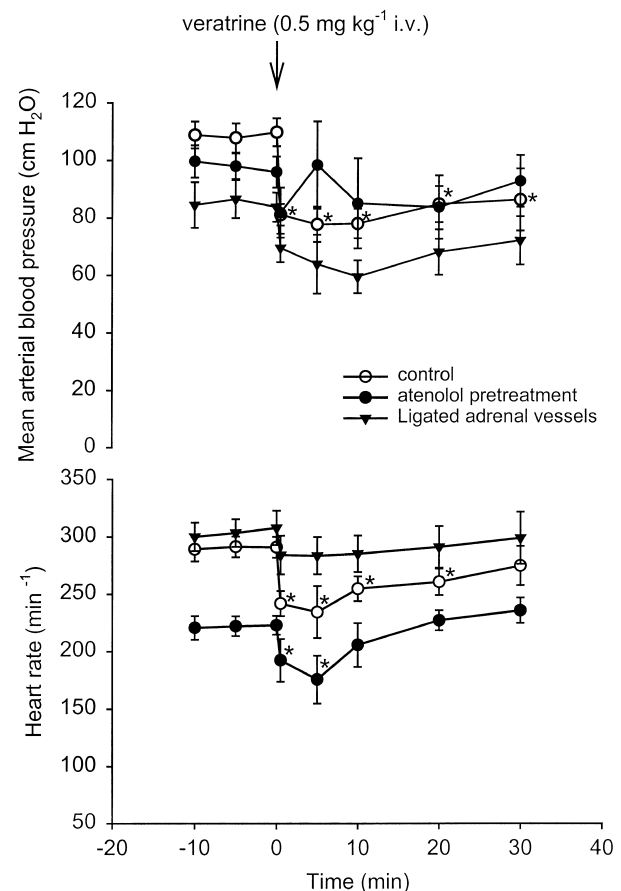 veratrine (0.5 mg kg-1 i.v.)
Mean arterial blood pressure (cm H2O)
120
100
80
60
40
20
0
* * * * *
control
atenolol pretreatment
Ligated adrenal vessels
Heart rate (min -1)
350
300
250
200
150
100
50
* * * *
* *
-20 -10 0 10 20 30 40
Time (min)